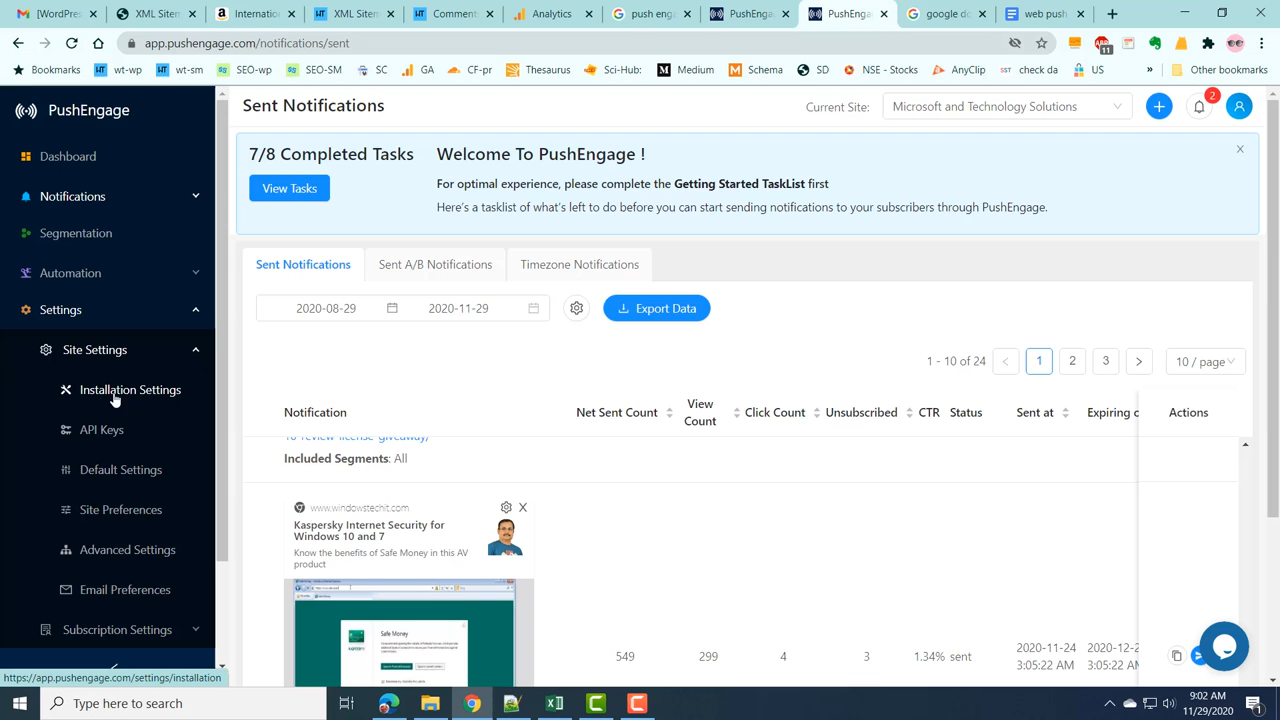 [Wordpres
XML Sitem
Internation
XML Sitem
Comment
Analytics
push eng
PushEnga
PushEnga
google do
web push
app.pushengage.com/notifications/sent
11
Bookmarks
wt-wp
wt-sm
SEO-wp
SEO-SM
SC
GA
CF-pr
Thesaurus
Sci-Hub:
Medium
Schema
SD
NSE - Stocks
AnyClip
check da
US
»
Other bookmarks
PushEngage
Sent Notifications
Current Site:
Microsoft and Technology Solutions
2
7/8 Completed Tasks
Welcome To PushEngage !
View Tasks
For optimal experience, please complete the Getting Started TaskList first
Here's a tasklist of what's left to do before you can start sending notifications to your subscribers through PushEngage.
Dashboard
Notifications
Segmentation
Automation
Settings
Site Settings
Installation Settings
API Keys
Default Settings
Site Preferences
Advanced Settings
Email Preferences
Subscription Settings
Sent Notifications
Sent A/B Notifications
Timezone Notifications
2020-08-29
2020-11-29
Export Data
1 - 10 of 24
1
2
3
10 / page
Notification
Net Sent Count
View Count
Click Count
Unsubscribed
CTR
Status
Sent at
Expiring o
Actions
10-review-license-giveaway/
Included Segments: All
www.windowstechit.com
Kaspersky Internet Security for
Windows 10 and 7
Know the benefits of Safe Money in this AV
product
Safe Money
549
299
4
3
1.34%
sent
2020-11-24
3:05:22 AM
2020-12-2
3:05:22 AM
https://app.pushengage.com/settings/installation
Type here to search
9:02 AM
11/29/2020